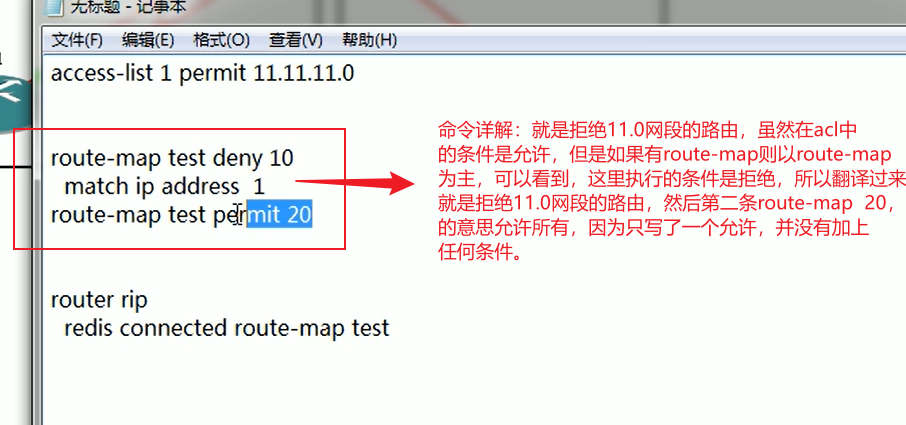 无标题 - 记事本
文件(F) 编辑(E) 格式(O) 查看(V) 帮助(H)
access-list 1 permit 11.11.11.0
route-map test deny 10
match ip address 1
route-map test permit 20
router rip
redis connected route-map test
命令详解：就是拒绝11.0网段的路由，虽然在acl中
的条件是允许，但是如果有route-map则以route-map
为主，可以看到，这里执行的条件是拒绝，所以翻译过来
就是拒绝11.0网段的路由，然后第二条route-map 20，
的意思允许所有，因为只写了一个允许，并没有加上
任何条件。